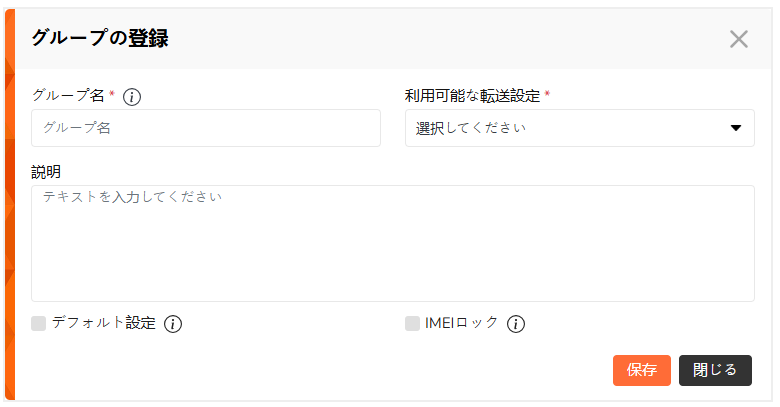 グループの登録
グループ名 *
利用可能な転送設定 *
グループ名
選択してください
説明
テキストを入力してください
デフォルト設定
IMEIロック
保存
閉じる